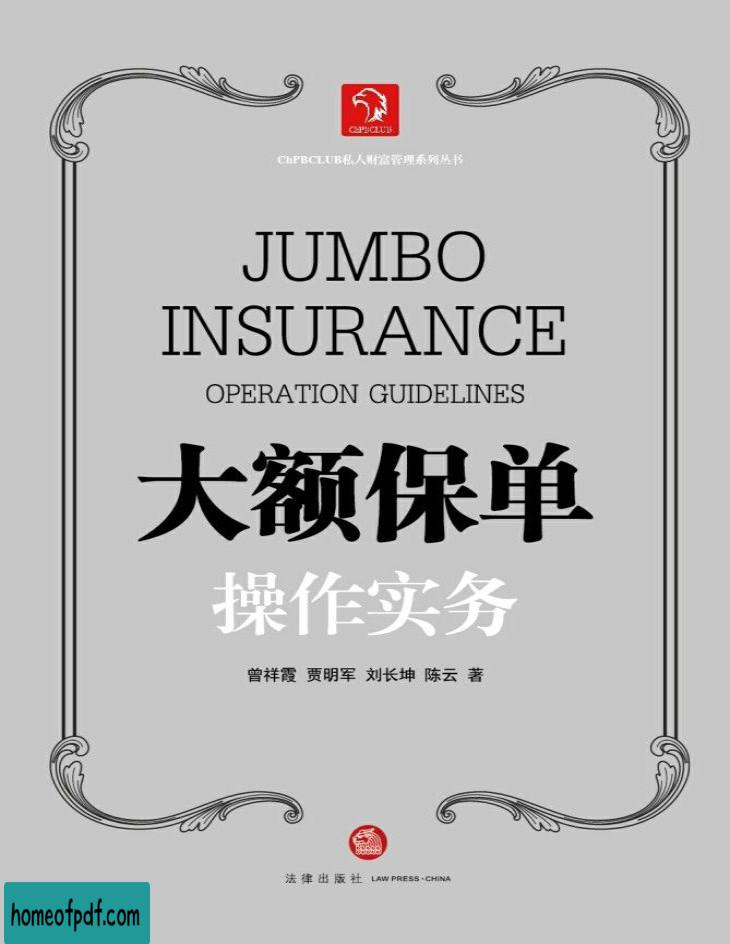 ChPBCLUB
ChPBCLUB私人财富管理系列丛书
JUMBO
INSURANCE
OPERATION GUIDELINES
大额保单
操作实务
曾祥霞 贾明军 刘长坤 陈云 著
法律出版社 LAW PRESS·CHINA
homeofpdf.com